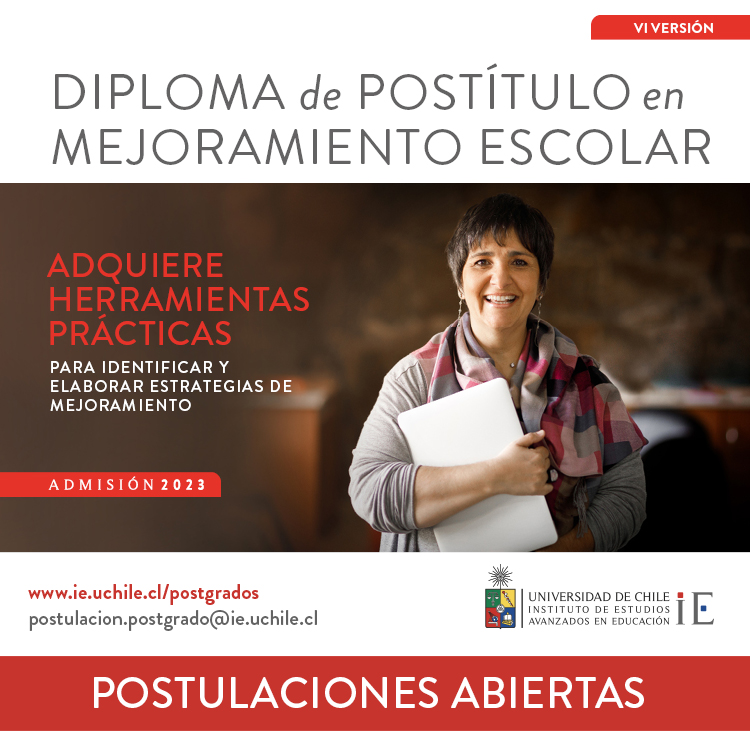 VI VERSIÓN
DIPLOMA de POSTÍTULO en
MEJORAMIENTO ESCOLAR
ADQUIERE
HERRAMIENTAS
PRÁCTICAS
PARA IDENTIFICAR Y
ELABORAR ESTRATEGIAS DE
MEJORAMIENTO
ADMISIÓN 2023
www.ie.uchile.cl/postgrados
postulacion.postgrado@ie.uchile.cl
UNIVERSIDAD DE CHILE
INSTITUTO DE ESTUDIOS
AVANZADOS EN EDUCACIÓN
iE
POSTULACIONES ABIERTAS